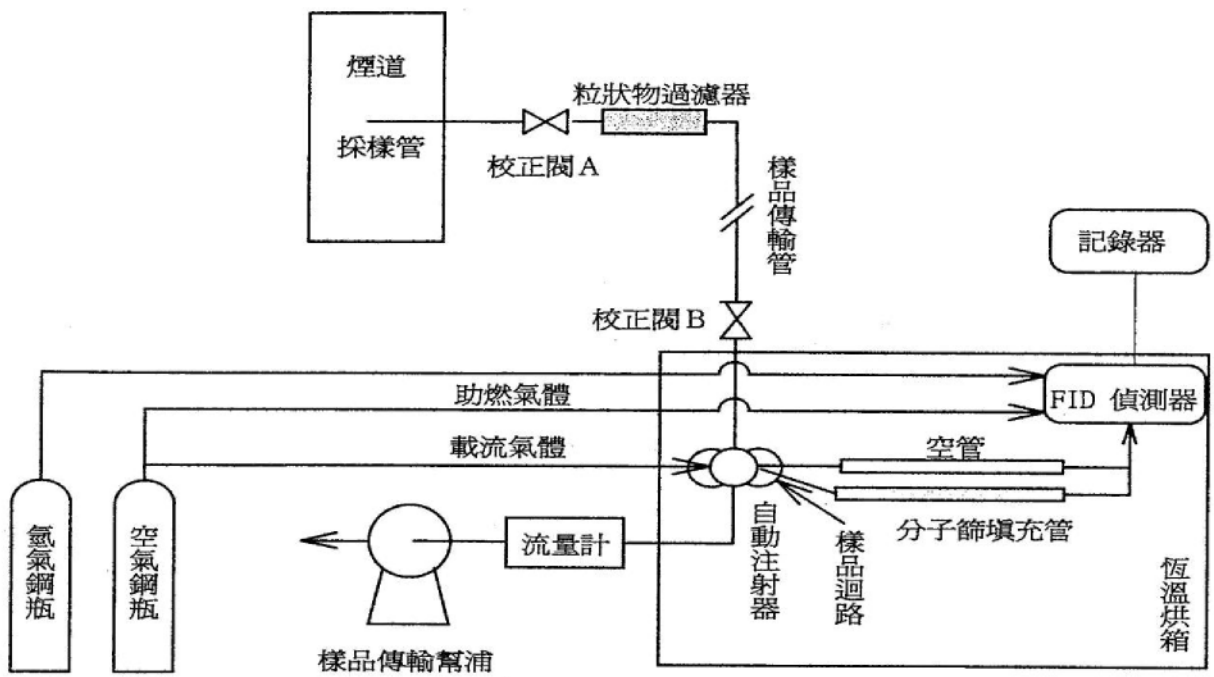 煙道
採樣管
粒狀物過濾器
校正閥A
樣品傳輸管
記錄器
校正閥B
助燃氣體
FID 偵測器
載流氣體
空管
分子篩填充管
氫氣鋼瓶
空氣鋼瓶
流量計
自動注射器
樣品迴路
恆溫烘箱
樣品傳輸幫浦